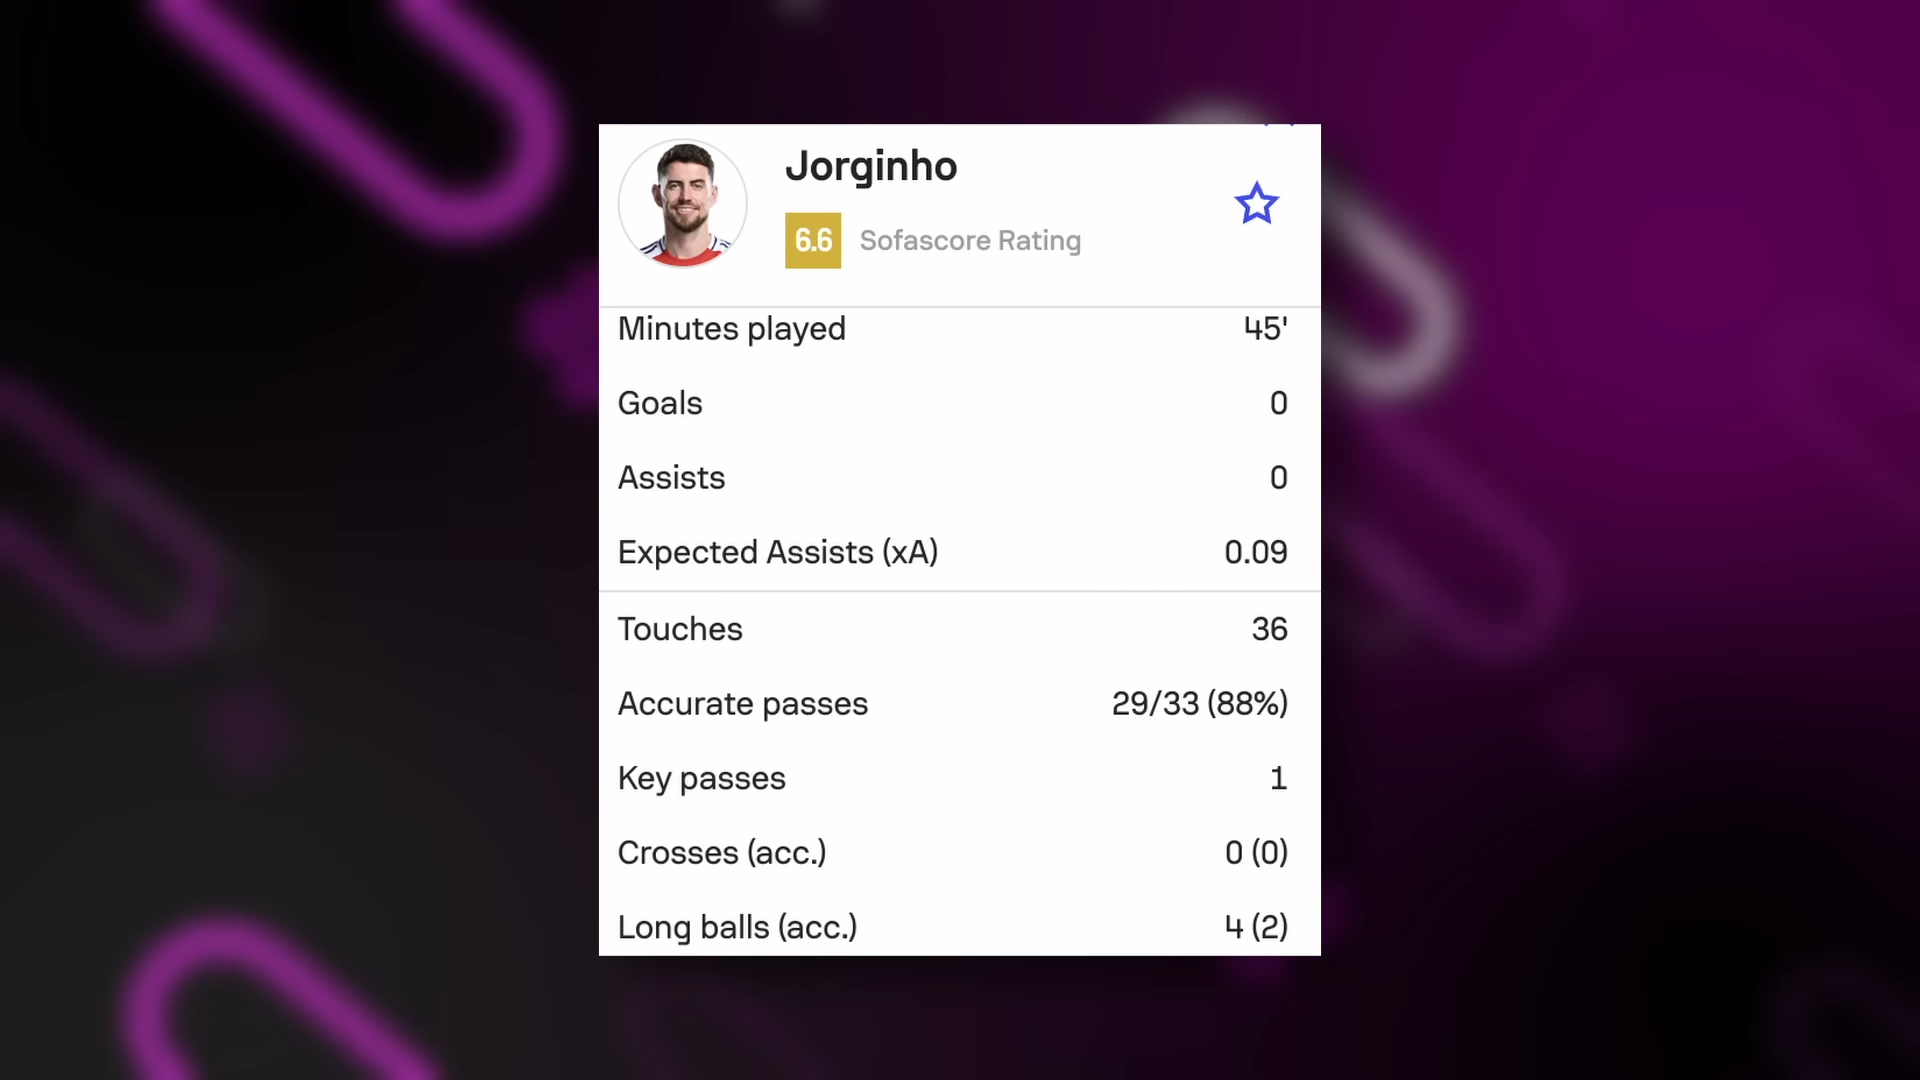 Jorginho
6.6 Sofascore Rating
Minutes played 45'
Goals 0
Assists 0
Expected Assists (xA) 0.09
Touches 36
Accurate passes 29/33 (88%)
Key passes 1
Crosses (acc.) 0 (0)
Long balls (acc.) 4 (2)